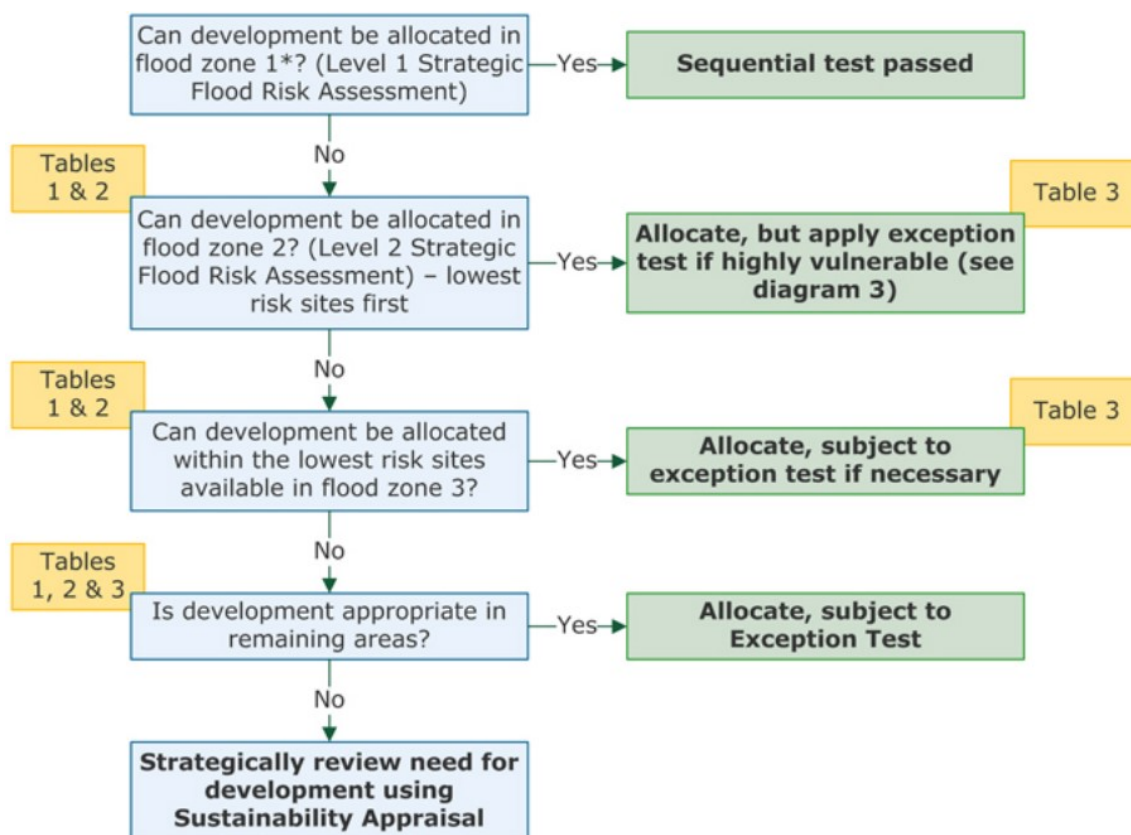 Can development be allocated in
flood zone 1*? (Level 1 Strategic
Flood Risk Assessment)
Yes
Sequential test passed
No
Tables
1 & 2
Can development be allocated in
flood zone 2? (Level 2 Strategic
Flood Risk Assessment) – lowest
risk sites first
Yes
Table 3
Allocate, but apply exception
test if highly vulnerable (see
diagram 3)
No
Tables
1 & 2
Can development be allocated
within the lowest risk sites
available in flood zone 3?
Yes
Table 3
Allocate, subject to
exception test if necessary
No
Tables
1, 2 & 3
Is development appropriate in
remaining areas?
Yes
Allocate, subject to
Exception Test
No
Strategically review need for
development using
Sustainability Appraisal